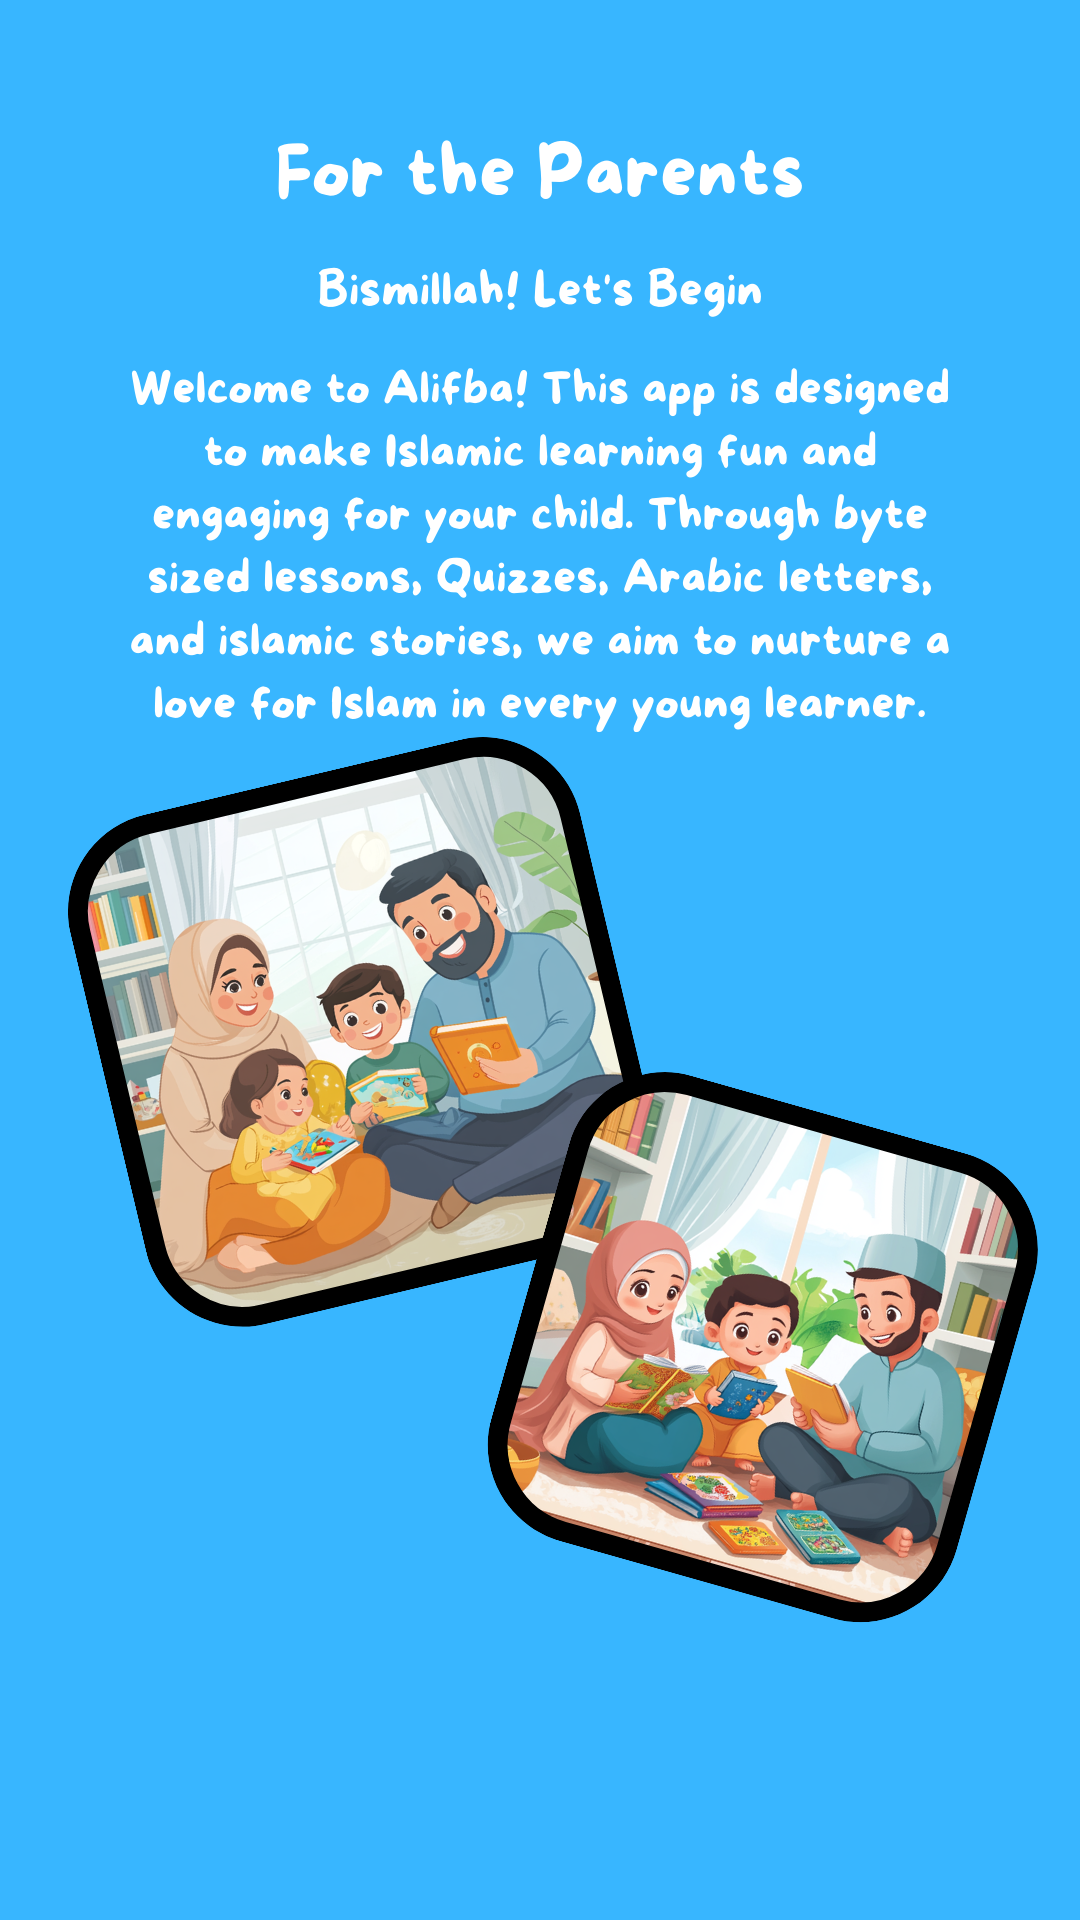 For the Parents
Bismillah! Let's Begin
Welcome to Alifba! This app is designed
to make Islamic learning fun and
engaging for your child. Through byte
sized lessons, Quizzes, Arabic letters,
and islamic stories, we aim to nurture a
love for Islam in every young learner.